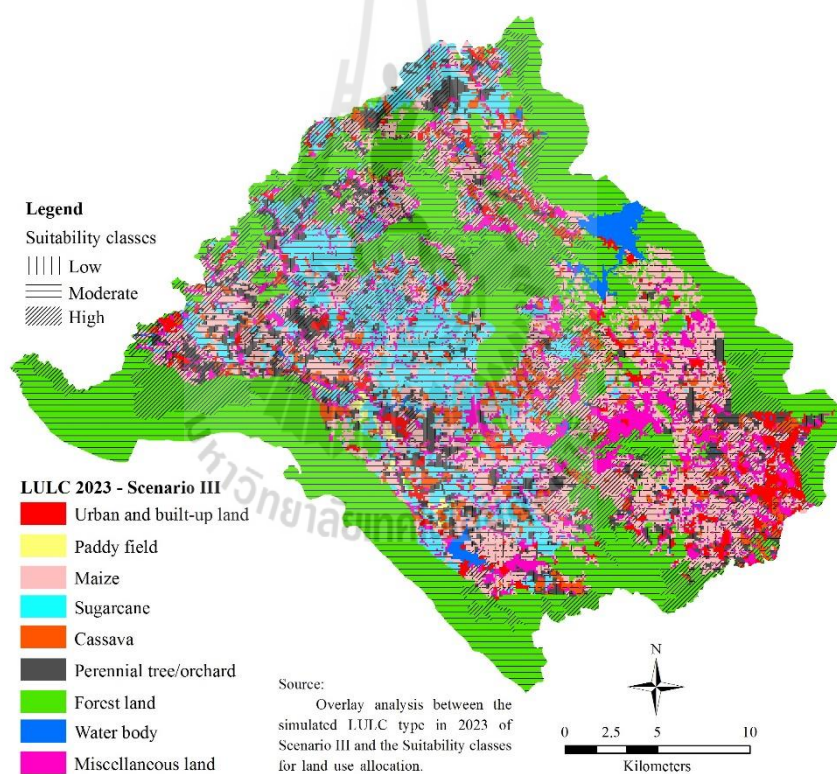 Legend
Suitability classes
Low
Moderate
High
LULC 2023 - Scenario III
Urban and built-up land
Paddy field
Maize
Sugarcane
Cassava
Perennial tree/orchard
Forest land
Water body
Miscellaneous land
Source:
Overlay analysis between the
simulated LULC type in 2023 of
Scenario III and the Suitability classes
for land use allocation.
N
0 2.5 5 10
Kilometers